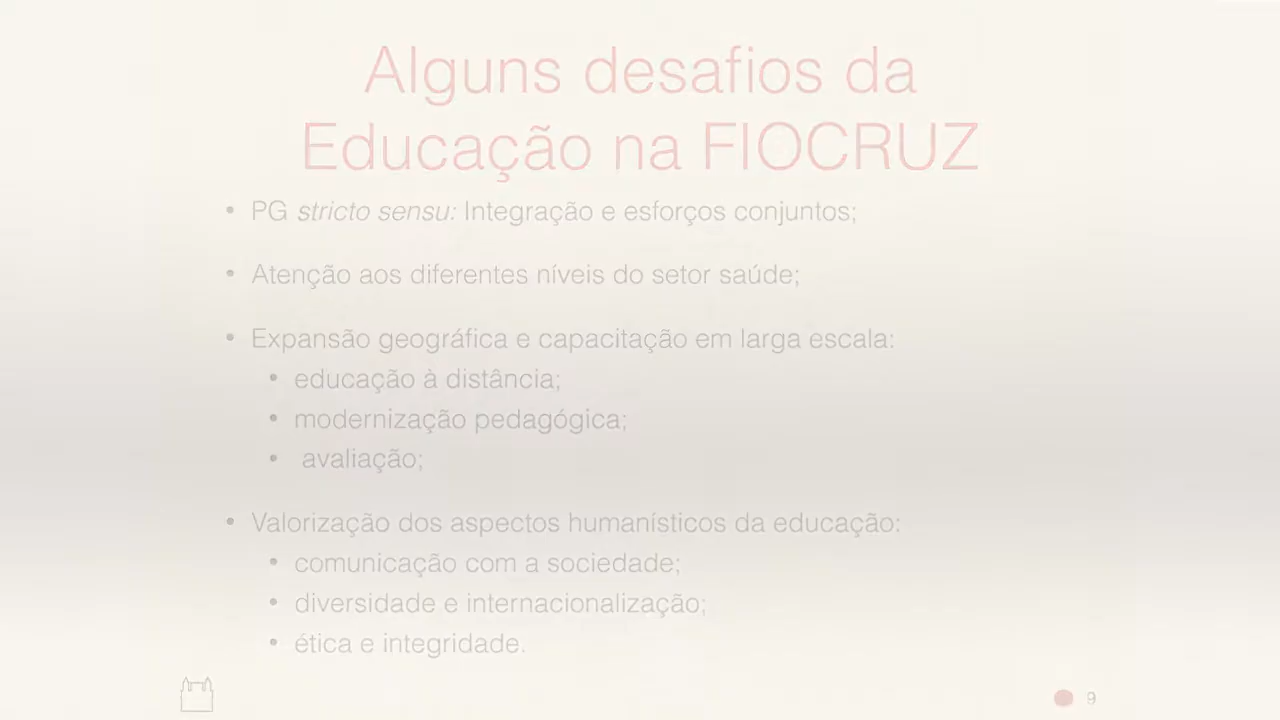 Alguns desafios da
Educação na FIOCRUZ
• PG stricto sensu: Integração e esforços conjuntos;
• Atenção aos diferentes níveis do setor saúde;
• Expansão geográfica e capacitação em larga escala:
• educação à distância;
• modernização pedagógica;
• avaliação;
• Valorização dos aspectos humanísticos da educação:
• comunicação com a sociedade;
• diversidade e internacionalização;
• ética e integridade.
9